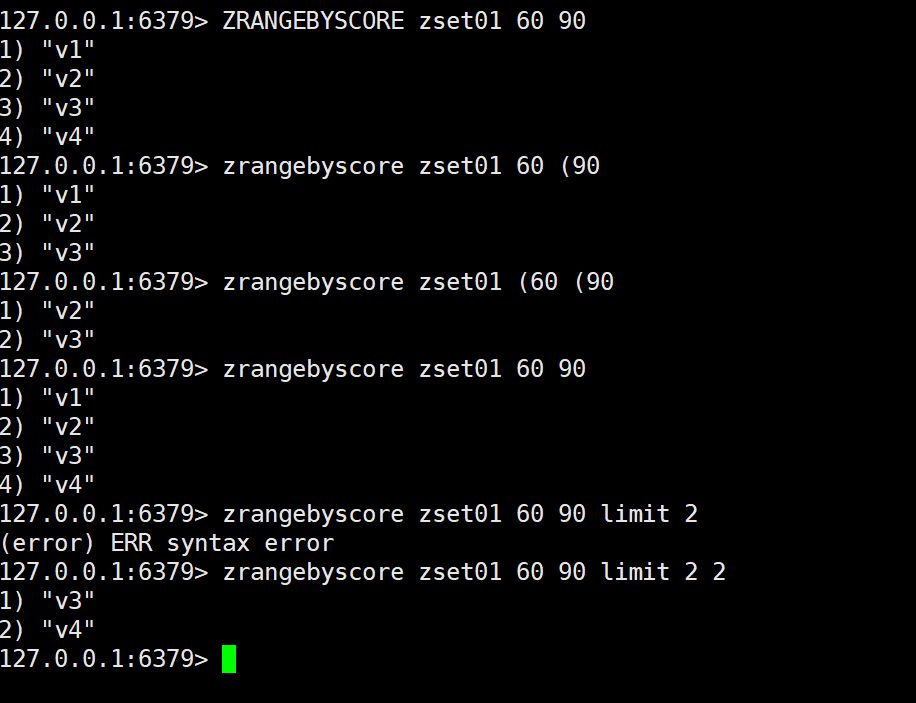 127.0.0.1:6379> ZRANGEBYSCORE zset01 60 90
1) "v1"
2) "v2"
3) "v3"
4) "v4"
127.0.0.1:6379> zrangebyscore zset01 60 (90
1) "v1"
2) "v2"
3) "v3"
127.0.0.1:6379> zrangebyscore zset01 (60 (90
1) "v2"
2) "v3"
127.0.0.1:6379> zrangebyscore zset01 60 90
1) "v1"
2) "v2"
3) "v3"
4) "v4"
127.0.0.1:6379> zrangebyscore zset01 60 90 limit 2
(error) ERR syntax error
127.0.0.1:6379> zrangebyscore zset01 60 90 limit 2 2
1) "v3"
2) "v4"
127.0.0.1:6379>